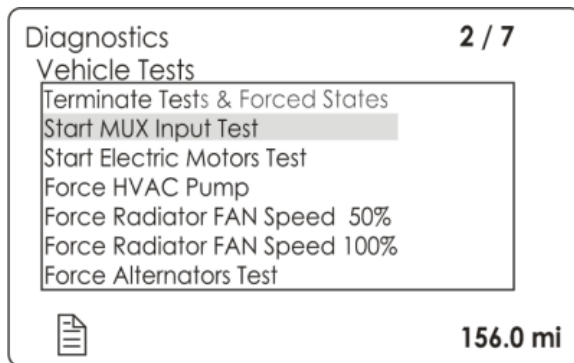 Diagnostics 2 / 7
Vehicle Tests
Terminate Tests & Forced States
Start MUX Input Test
Start Electric Motors Test
Force HVAC Pump
Force Radiator FAN Speed 50%
Force Radiator FAN Speed 100%
Force Alternators Test
156.0 mi